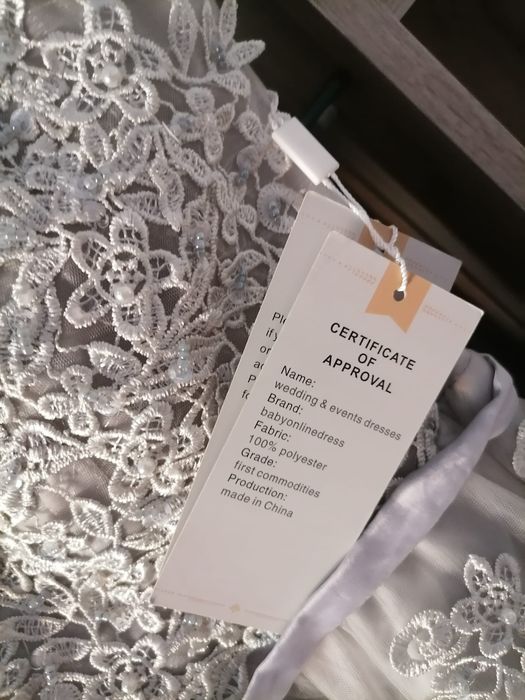 CERTIFICATE
OF
APPROVAL
Name:
wedding & events dresses
Brand:
babyonlinedress
Fabric:
100% polyester
Grade:
first commodities
Production:
made in China
if